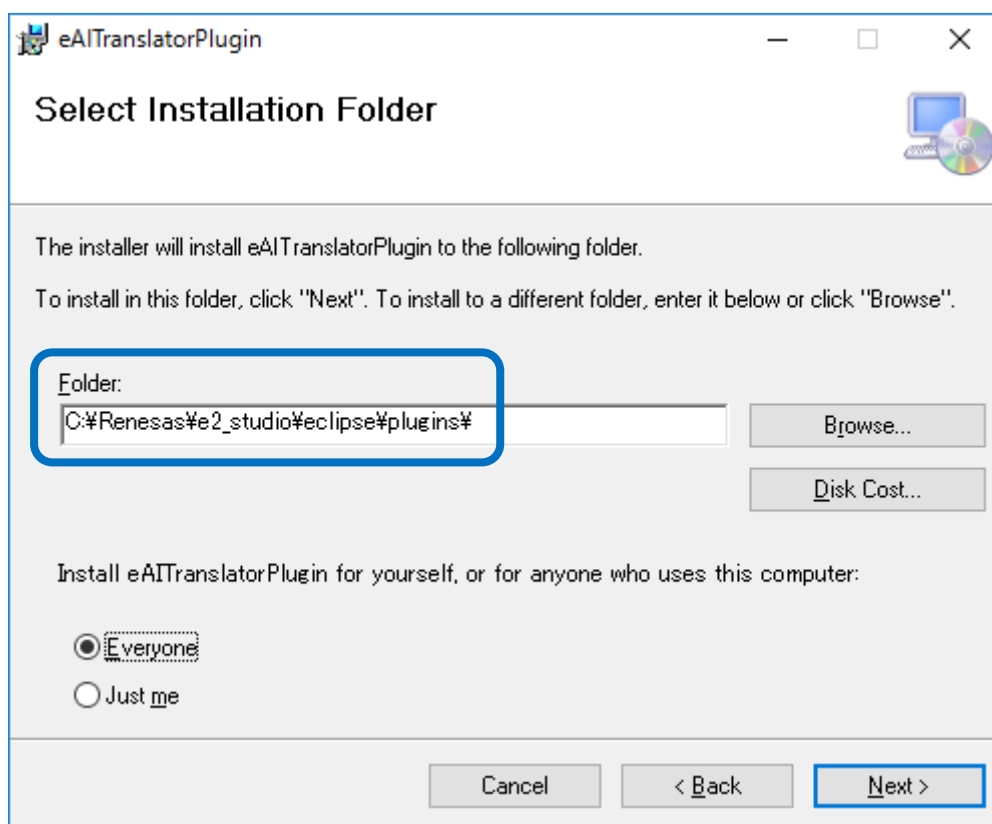 eAITranslatorPlugin
Select Installation Folder
The installer will install eAITranslatorPlugin to the following folder.
To install in this folder, click "Next". To install to a different folder, enter it below or click "Browse".
Folder:
C:¥Renesas¥e2_studio¥eclipse¥plugins¥
Browse...
Disk Cost...
Install eAITranslatorPlugin for yourself, or for anyone who uses this computer:
Everyone
Just me
Cancel
< Back
Next >